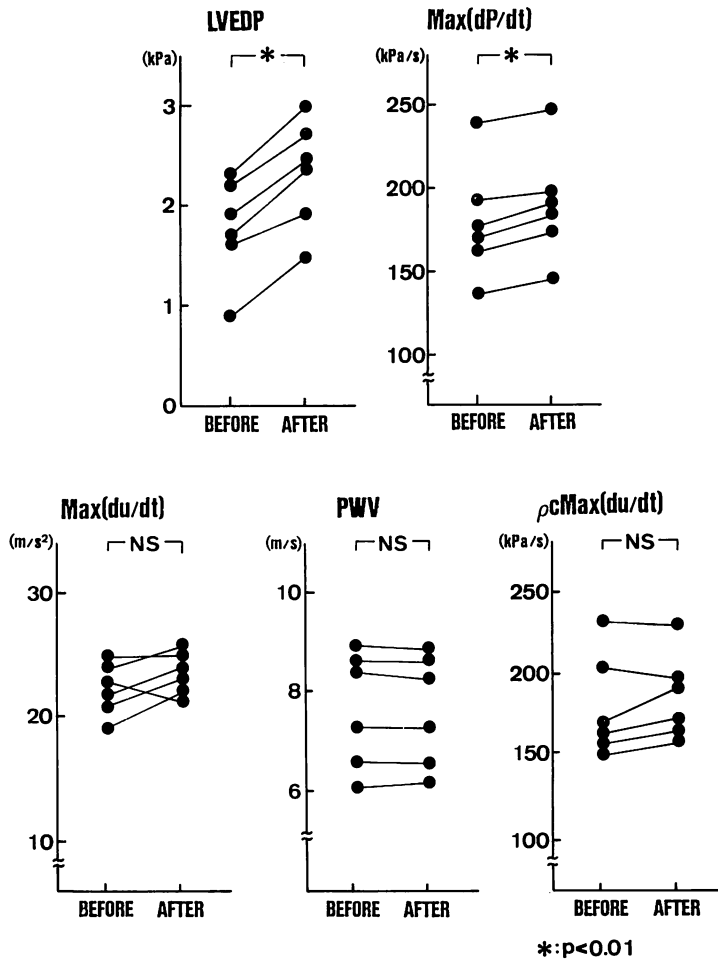 LVEDP
Max(dP/dt)
(kPa)
*
(kPa/s)
*
3
2
1
0
250
200
150
100
BEFORE AFTER
BEFORE AFTER
Max(du/dt)
PWV
ρcMax(du/dt)
(m/s²)
NS
(m/s)
NS
(kPa/s)
NS
30
20
10
10
8
6
250
200
150
100
BEFORE AFTER
BEFORE AFTER
BEFORE AFTER
*:p<0.01